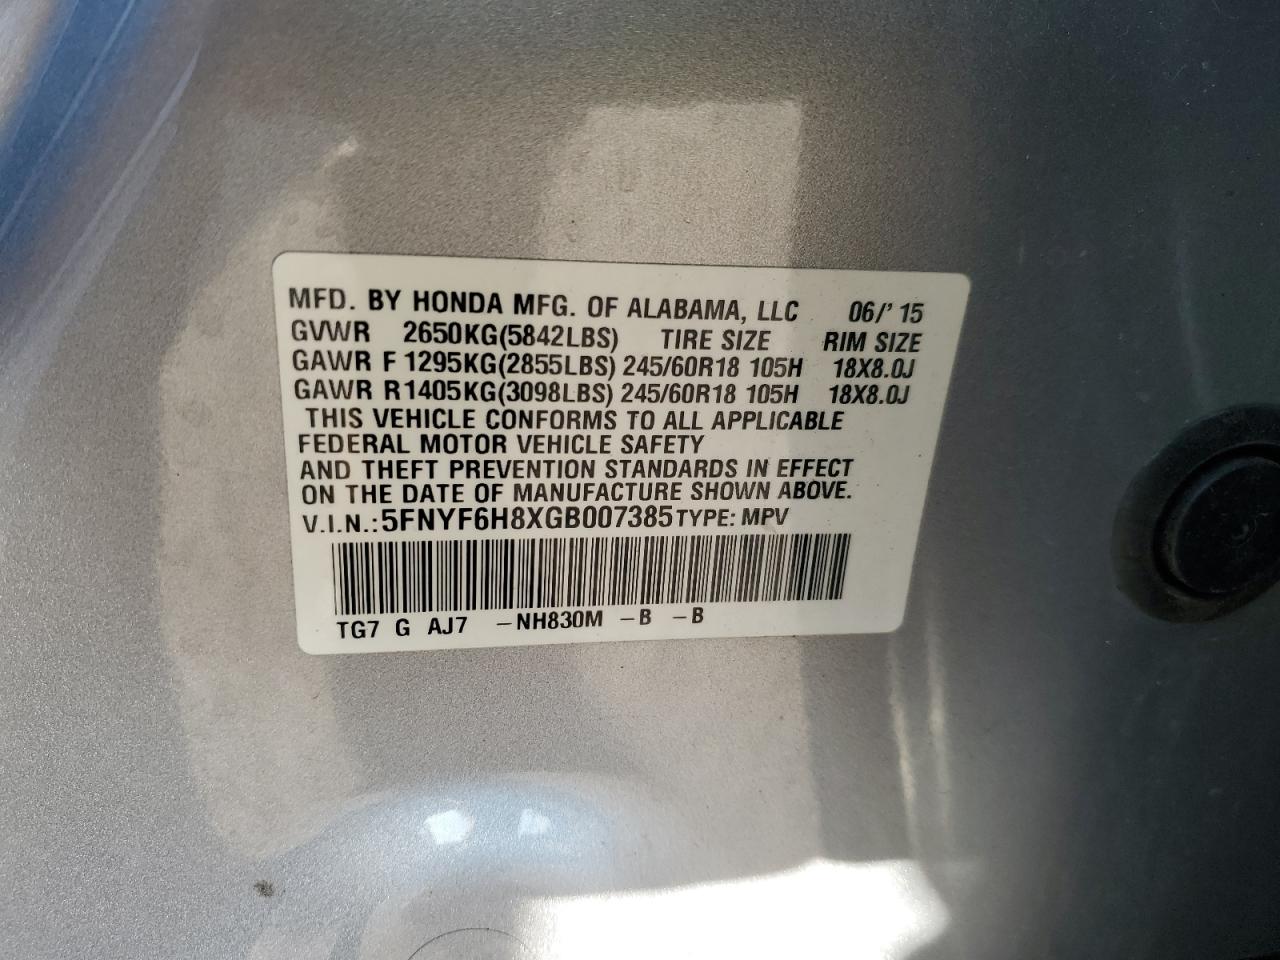 MFD. BY HONDA MFG. OF ALABAMA, LLC 06/' 15
GVWR 2650KG(5842LBS) TIRE SIZE RIM SIZE
GAWR F 1295KG(2855LBS) 245/60R18 105H 18X8.0J
GAWR R1405KG(3098LBS) 245/60R18 105H 18X8.0J
THIS VEHICLE CONFORMS TO ALL APPLICABLE
FEDERAL MOTOR VEHICLE SAFETY
AND THEFT PREVENTION STANDARDS IN EFFECT
ON THE DATE OF MANUFACTURE SHOWN ABOVE.
V.I.N.: 5FNYF6H8XGB007385 TYPE: MPV
TG7 G AJ7 –NH830M –B –B